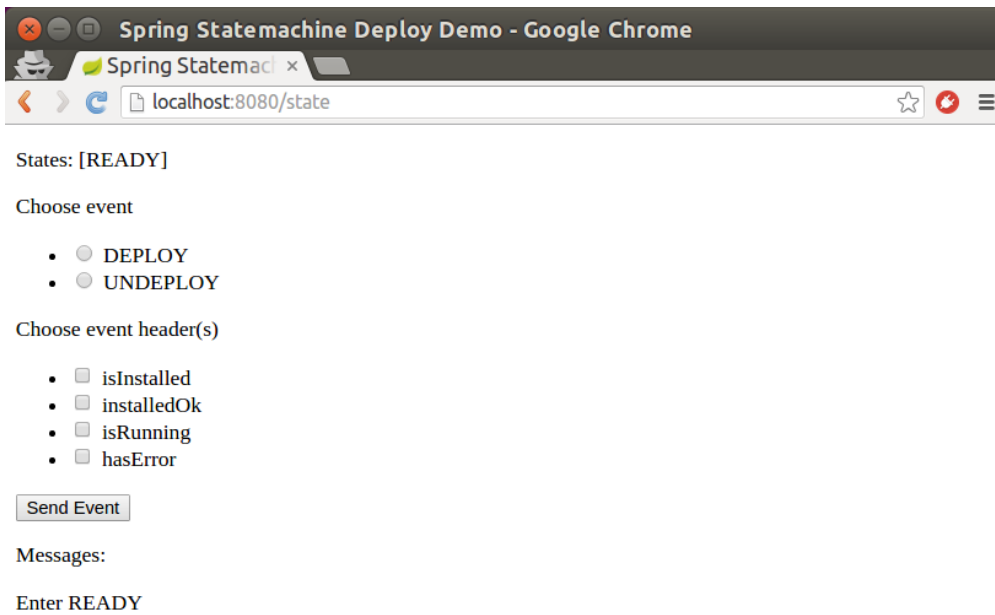 Spring Statemachine Deploy Demo - Google Chrome
Spring Statemac
localhost:8080/state
States: [READY]
Choose event
DEPLOY
UNDEPLOY
Choose event header(s)
isInstalled
installedOk
isRunning
hasError
Send Event
Messages:
Enter READY